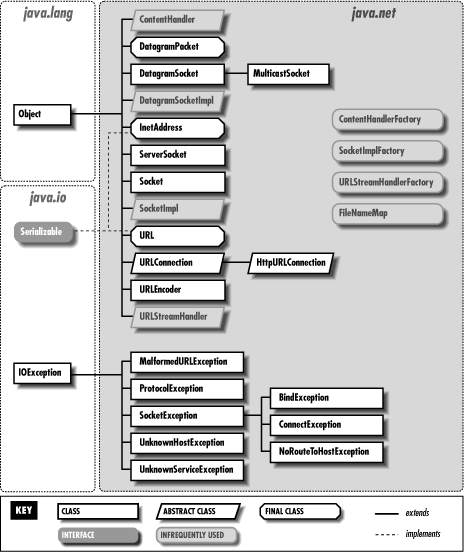 java.lang
java.net
ContentHandler
DatagramPacket
DatagramSocket
MulticastSocket
DatagramSocketImpl
Object
InetAddress
ContentHandlerFactory
ServerSocket
SocketImplFactory
Socket
URLStreamHandlerFactory
java.io
SocketImpl
FileNameMap
Serializable
URL
URLConnection
HttpURLConnection
URLEncoder
URLStreamHandler
MalformedURLException
IOException
ProtocolException
BindException
SocketException
ConnectException
UnknownHostException
NoRouteToHostException
UnknownServiceException
KEY
CLASS
ABSTRACT CLASS
FINAL CLASS
extends
INTERFACE
INFREQUENTLY USED
implements